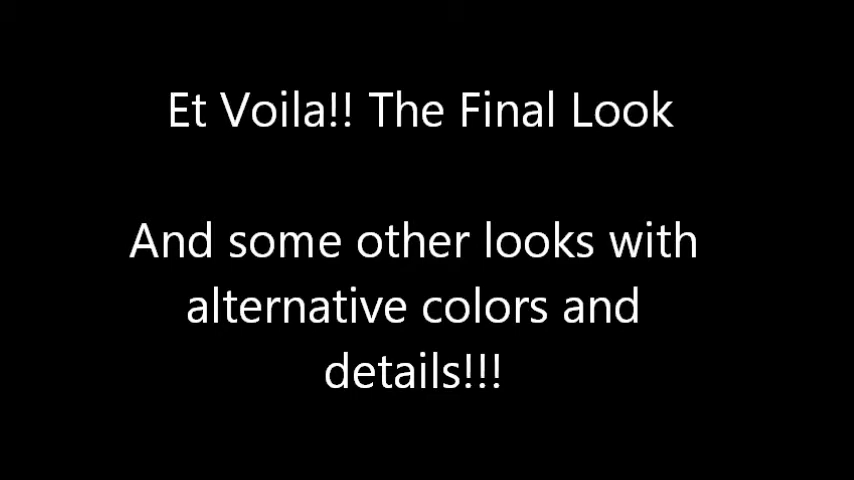 Et Voila!! The Final Look
And some other looks with
alternative colors and
details!!!